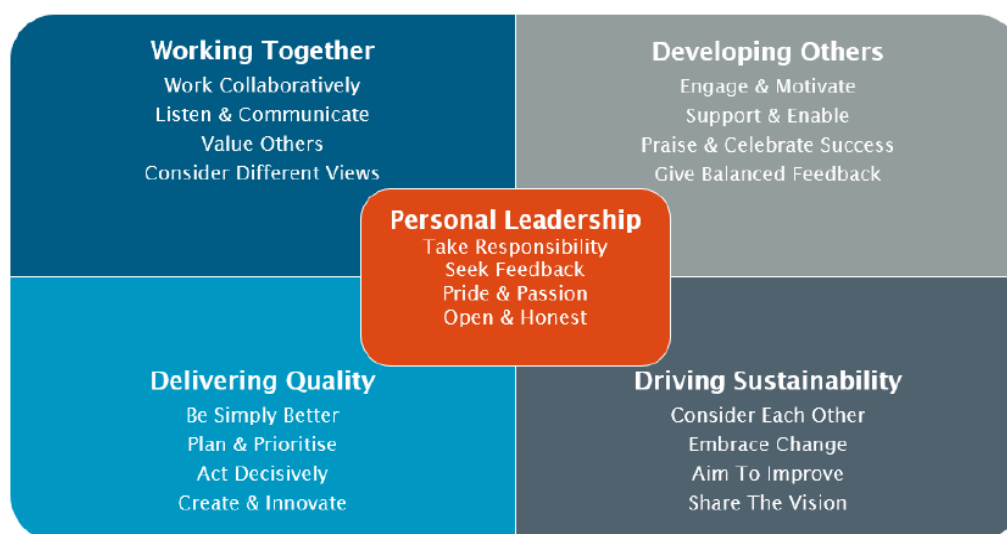 Working Together
Work Collaboratively
Listen & Communicate
Value Others
Consider Different Views
Developing Others
Engage & Motivate
Support & Enable
Praise & Celebrate Success
Give Balanced Feedback
Personal Leadership
Take Responsibility
Seek Feedback
Pride & Passion
Open & Honest
Delivering Quality
Be Simply Better
Plan & Prioritise
Act Decisively
Create & Innovate
Driving Sustainability
Consider Each Other
Embrace Change
Aim To Improve
Share The Vision